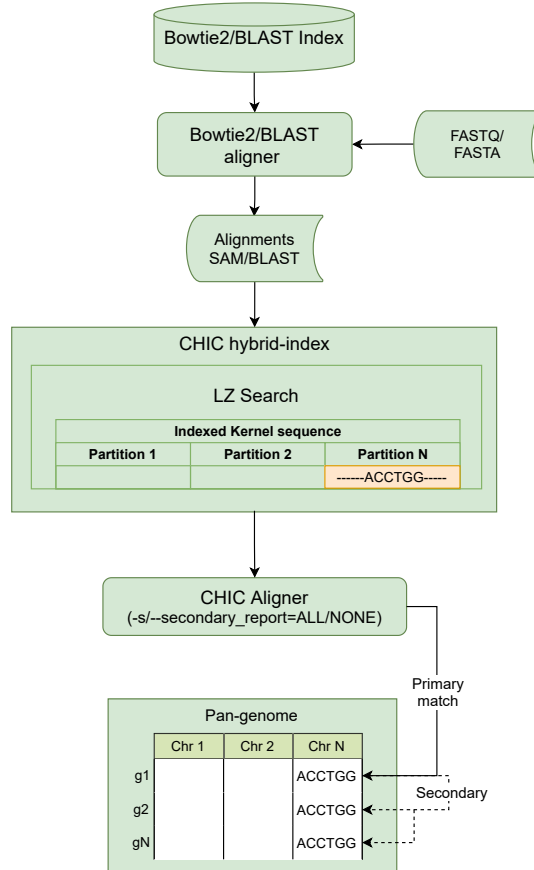 Bowtie2/BLAST Index
Bowtie2/BLAST
aligner
FASTQ/
FASTA
Alignments
SAM/BLAST
CHIC hybrid-index
LZ Search
Indexed Kernel sequence
Partition 1 Partition 2 Partition N
------ACCTGG-----
CHIC Aligner
(-s/--secondary_report=ALL/NONE)
Primary
match
Pan-genome
Chr 1 Chr 2 Chr N
g1 ACCTGG
Secondary
g2 ACCTGG
gN ACCTGG